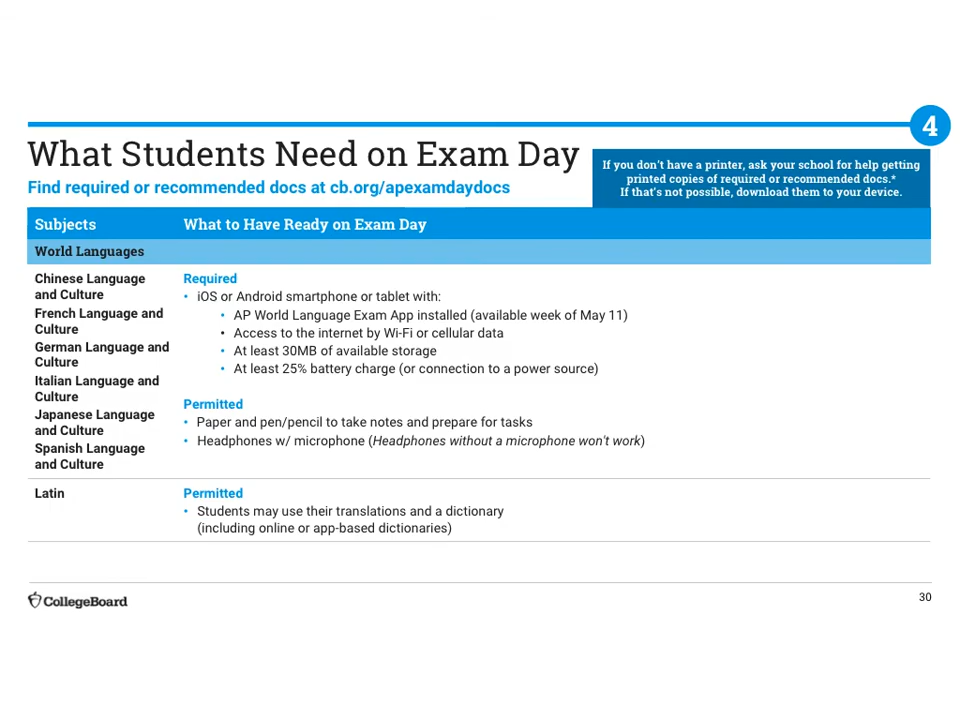 4
What Students Need on Exam Day
Find required or recommended docs at cb.org/apexamdaydocs
If you don't have a printer, ask your school for help getting
printed copies of required or recommended docs.*
If that's not possible, download them to your device.
Subjects What to Have Ready on Exam Day
World Languages
Chinese Language
and Culture
French Language and
Culture
German Language and
Culture
Italian Language and
Culture
Japanese Language
and Culture
Spanish Language
and Culture
Required
• iOS or Android smartphone or tablet with:
• AP World Language Exam App installed (available week of May 11)
• Access to the internet by Wi-Fi or cellular data
• At least 30MB of available storage
• At least 25% battery charge (or connection to a power source)
Permitted
• Paper and pen/pencil to take notes and prepare for tasks
• Headphones w/ microphone (Headphones without a microphone won't work)
Latin
Permitted
• Students may use their translations and a dictionary
(including online or app-based dictionaries)
CollegeBoard
30